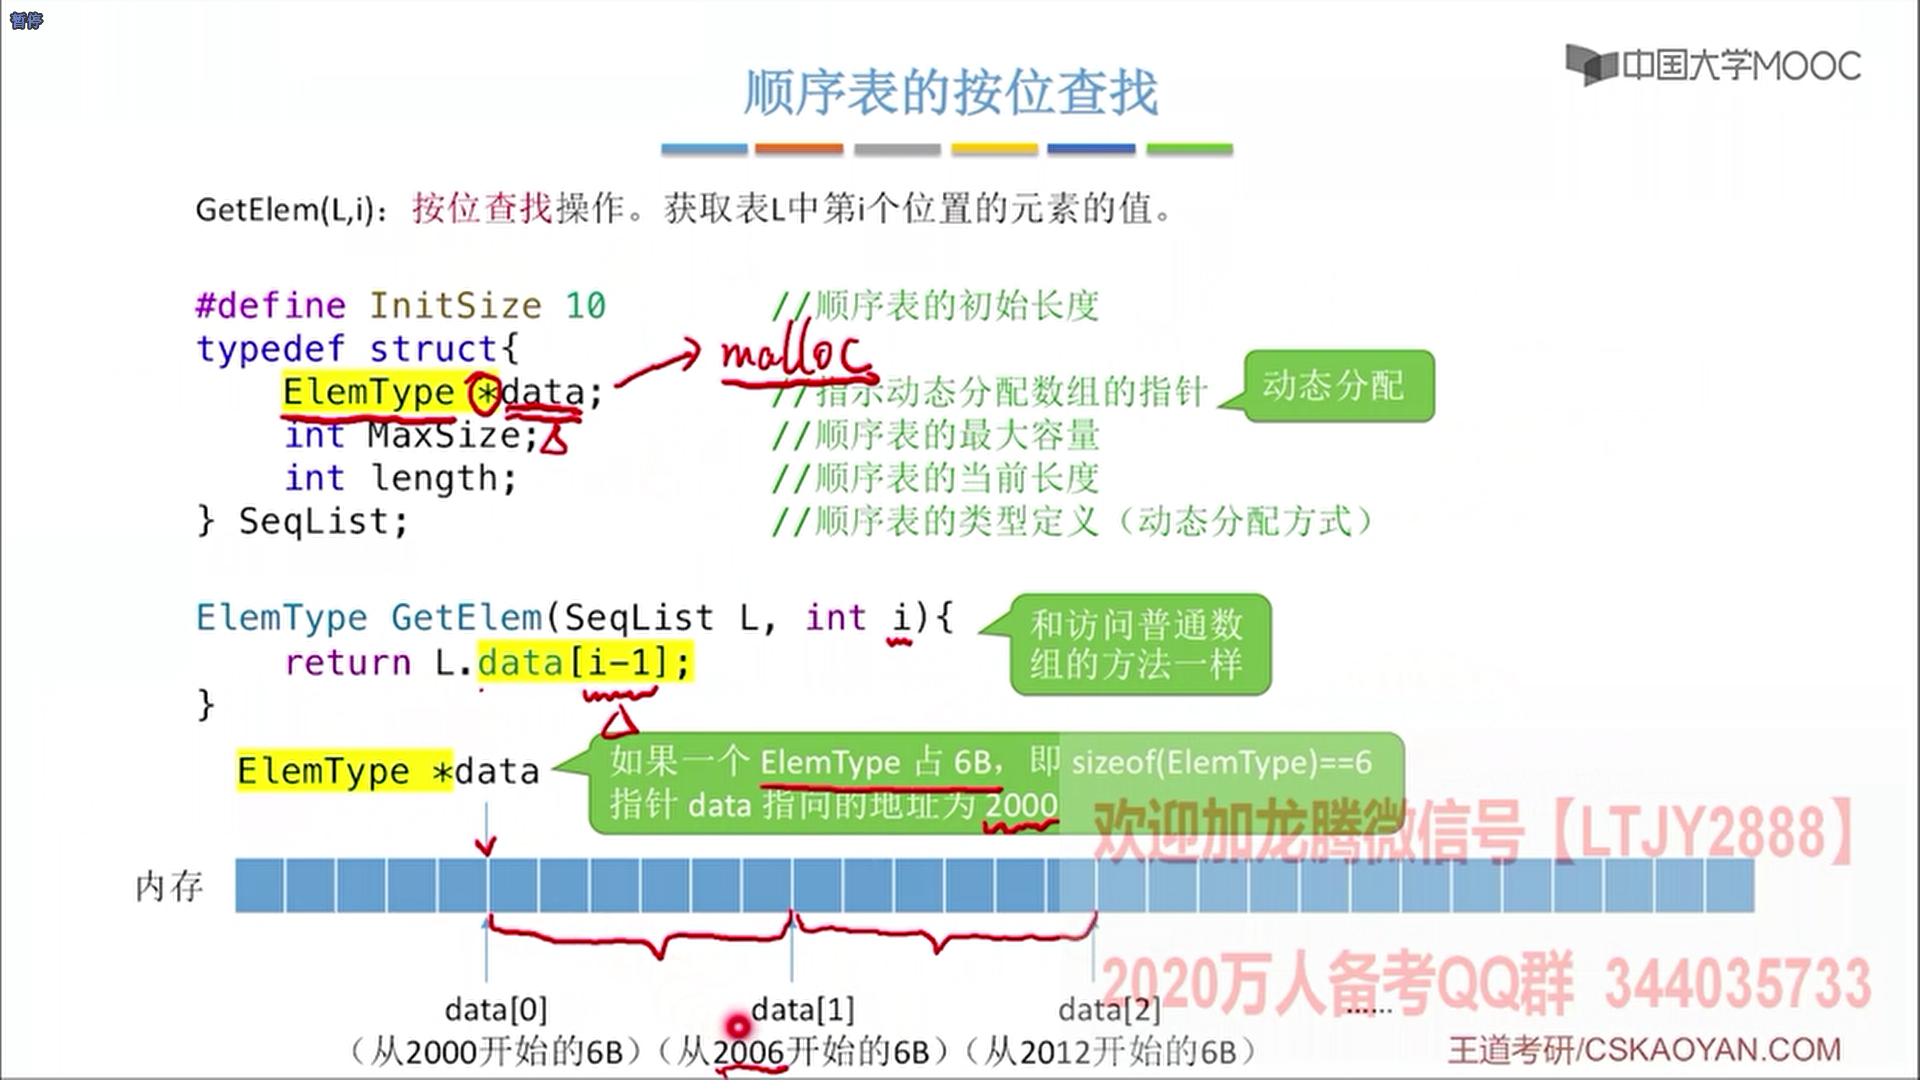 暂停
中国大学MOOC
顺序表的按位查找
GetElem(L,i)：按位查找操作。获取表L中第i个位置的元素的值。
#define InitSize 10 //顺序表的初始长度
typedef struct{
malloc
ElemType *data; //指示动态分配数组的指针
动态分配
int MaxSize; //顺序表的最大容量
int length; //顺序表的当前长度
} SeqList; //顺序表的类型定义（动态分配方式）
ElemType GetElem(SeqList L, int i){
return L.data[i-1];
}
和访问普通数
组的方法一样
ElemType *data
如果一个 ElemType 占 6B，即 sizeof(ElemType)==6
指针 data 指向的地址为 2000
欢迎加龙腾微信号【LTJY2888】
内存
2020万人备考QQ群 344035733
data[0] data[1] data[2] ......
（从2000开始的6B）（从2006开始的6B）（从2012开始的6B）
王道考研/CSKAOYAN.COM